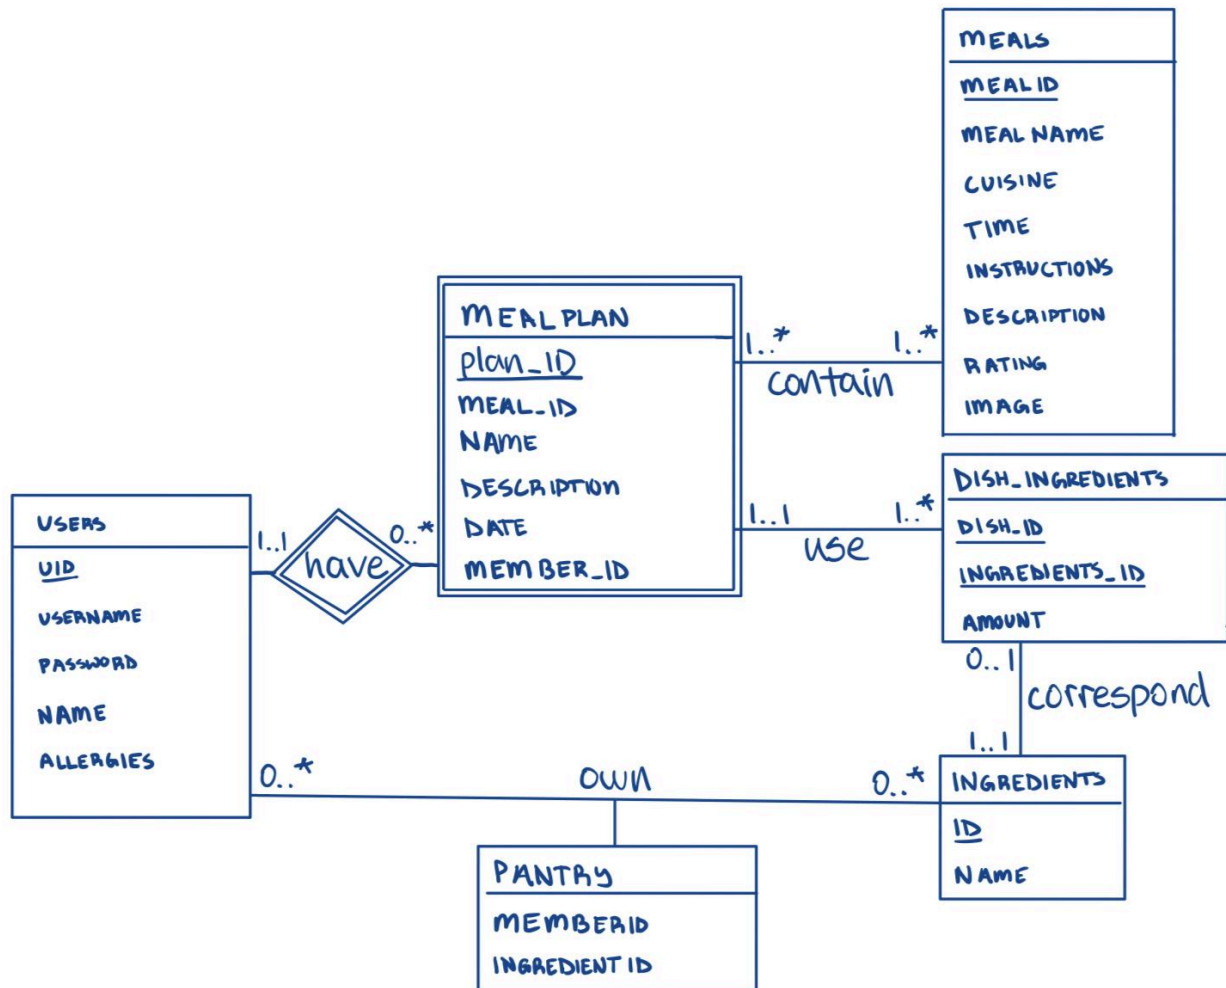 MEALS
MEALID
MEAL NAME
CUISINE
TIME
INSTRUCTIONS
DESCRIPTION
RATING
IMAGE
MEALPLAN
plan_ID
MEAL_ID
NAME
DESCRIPTION
DATE
MEMBER_ID
1..* 1..*
contain
1..1 1..*
use
DISH_INGREDIENTS
DISH_ID
INGREDIENTS_ID
AMOUNT
USERS
UID
USERNAME
PASSWORD
NAME
ALLERGIES
1..1 0..*
have
0..1
correspond
1..1
0..* own 0..*
INGREDIENTS
ID
NAME
PANTRY
MEMBERID
INGREDIENT ID